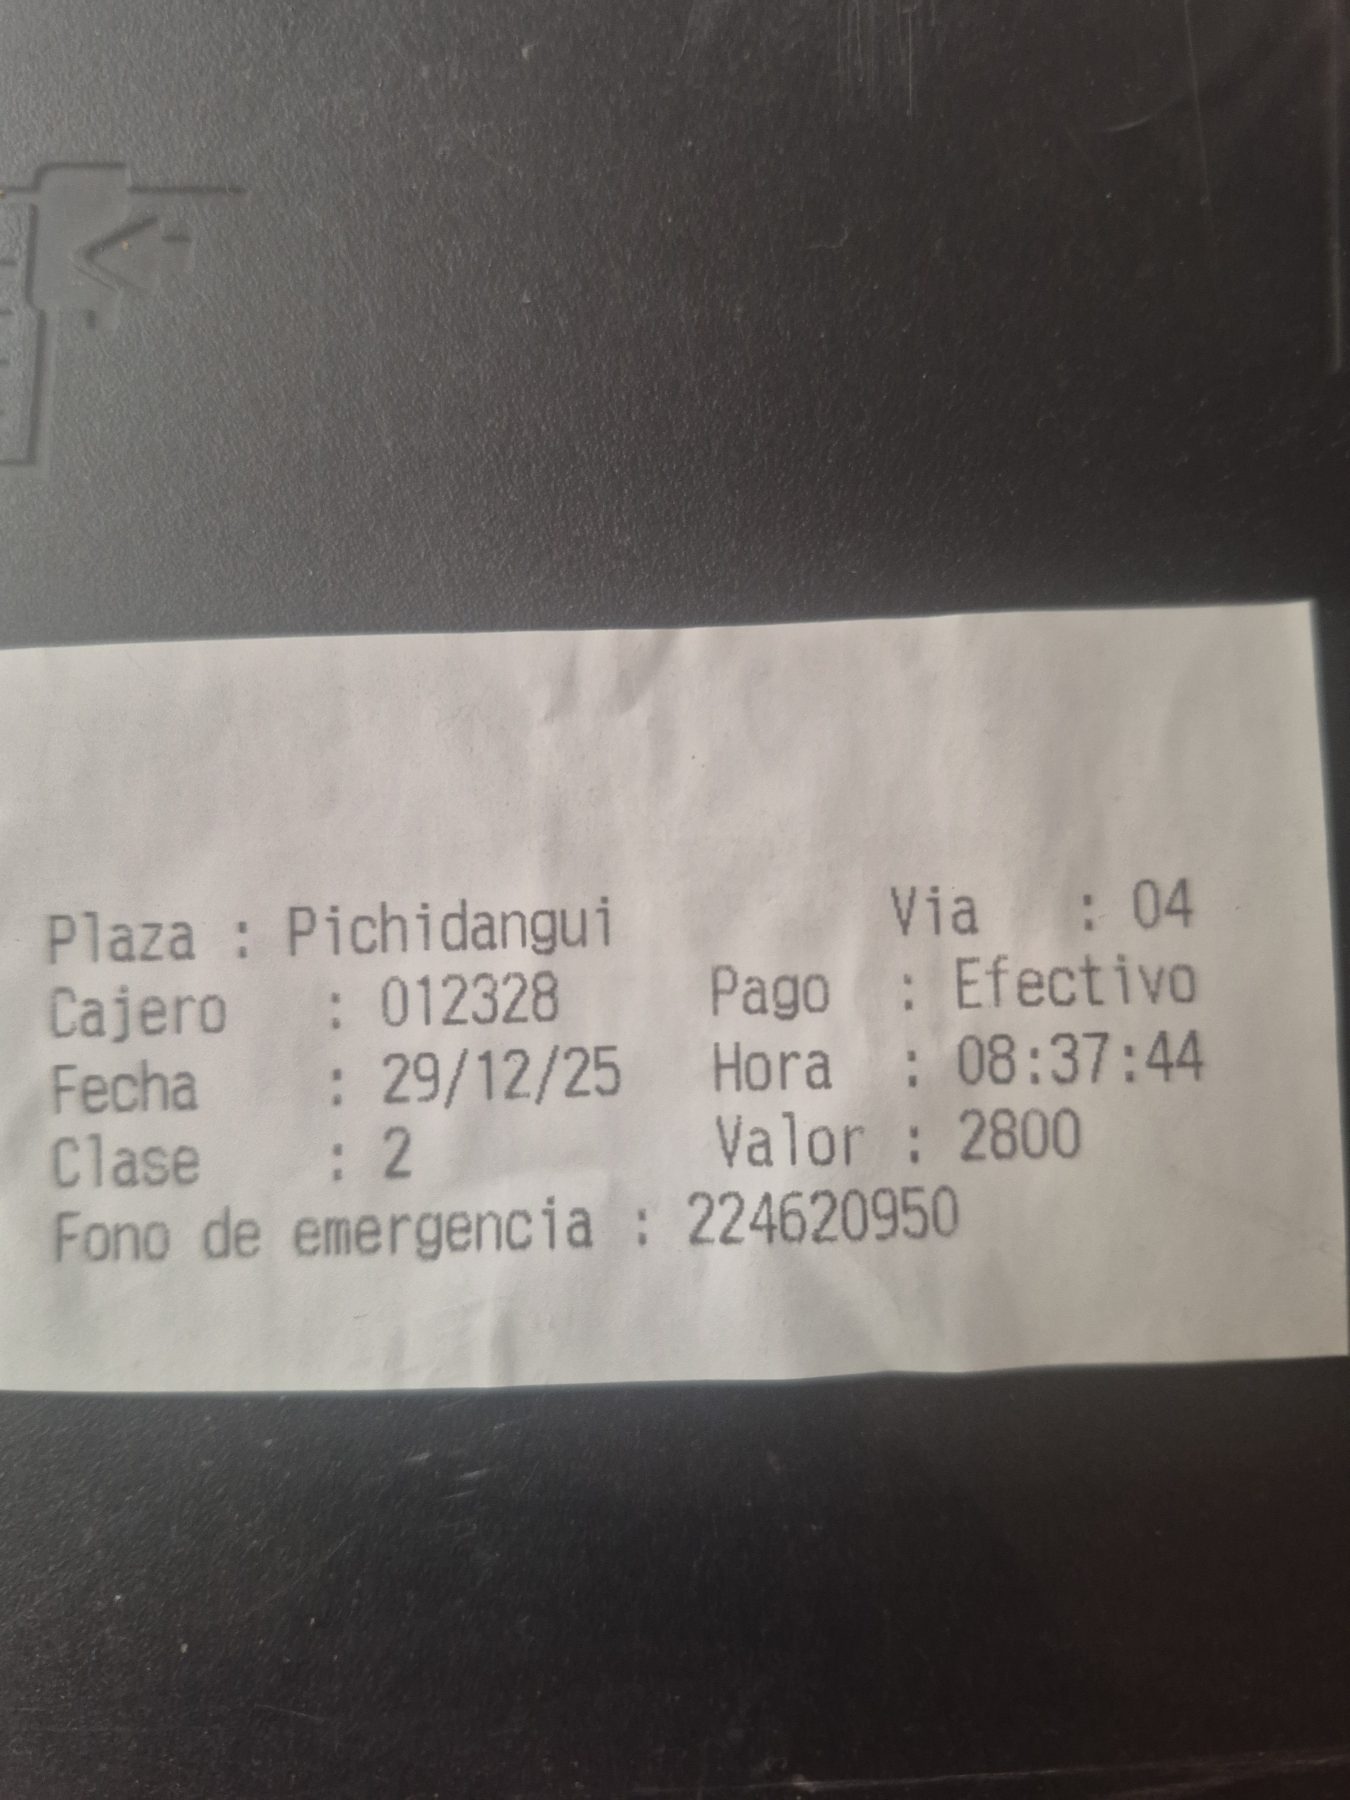 Plaza : Pichidangui Via : 04
Cajero : 012328 Pago : Efectivo
Fecha : 29/12/25 Hora : 08:37:44
Clase : 2 Valor : 2800
Fono de emergencia : 224620950